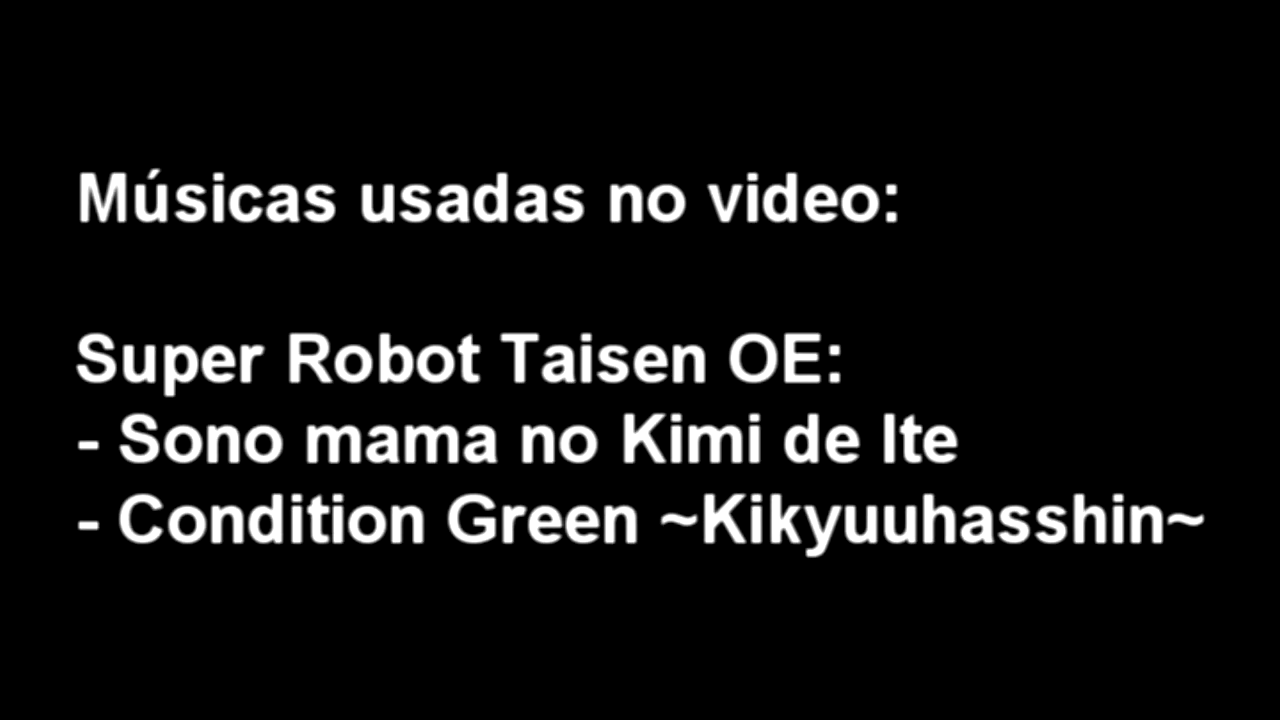 Músicas usadas no video:
Super Robot Taisen OE:
- Sono mama no Kimi de Ite
- Condition Green ~Kikyuuhasshin~